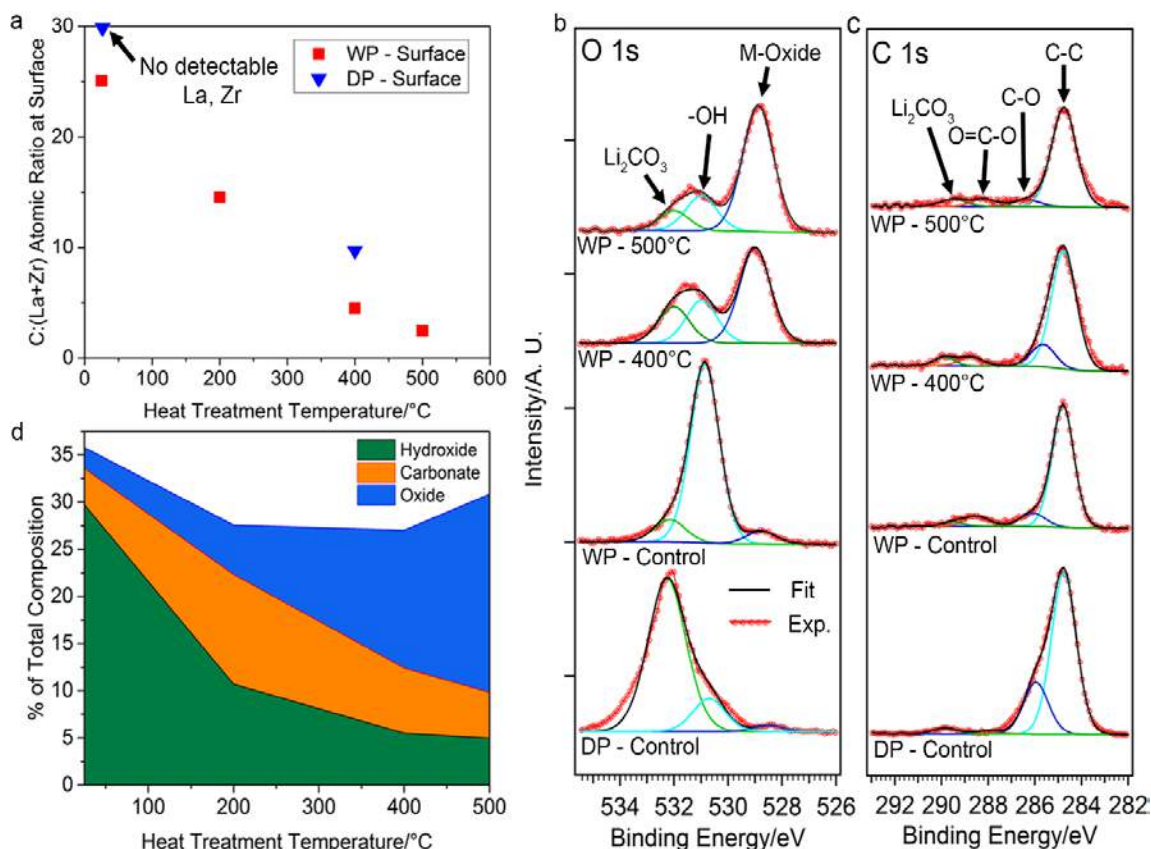 a
C:(La+Zr) Atomic Ratio at Surface
30
20
10
0
0 100 200 300 400 500 600
Heat Treatment Temperature/°C
No detectable
La, Zr
WP - Surface
DP - Surface
b
O 1s
M-Oxide
-OH
Li₂CO₃
WP - 500°C
WP - 400°C
WP - Control
Fit
Exp.
DP - Control
Intensity/A. U.
534 532 530 528 526
Binding Energy/eV
c
C 1s
C-C
C-O
Li₂CO₃
O=C-O
WP - 500°C
WP - 400°C
WP - Control
DP - Control
292 290 288 286 284 282
Binding Energy/eV
d
% of Total Composition
35
30
25
20
15
10
5
0
100 200 300 400 500
Heat Treatment Temperature/°C
Hydroxide
Carbonate
Oxide